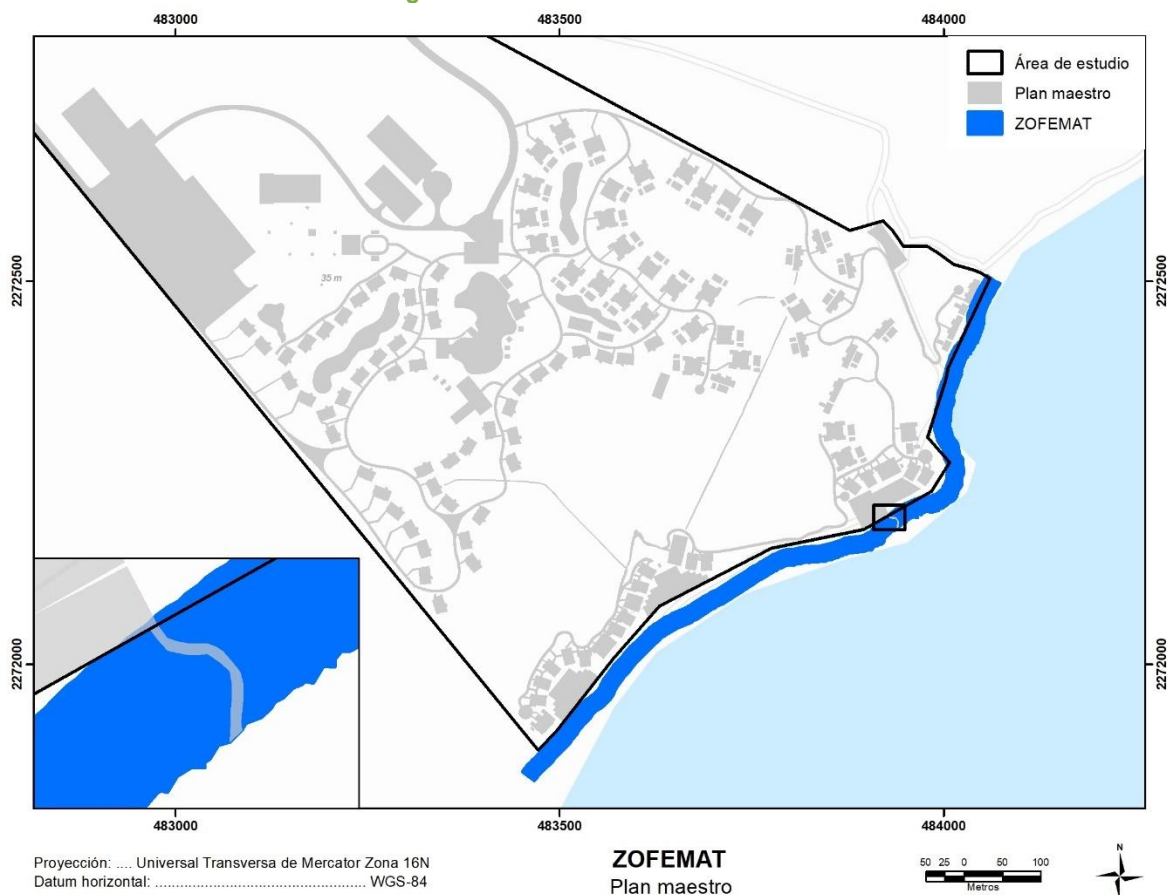 483000 483500 484000
Área de estudio
Plan maestro
ZOFEMAT
2272500 2272500
35 m
2272000 2272000
483000 483500 484000
Proyección: .... Universal Transversa de Mercator Zona 16N
Datum horizontal: .................................................. WGS-84
ZOFEMAT
Plan maestro
50 25 0 50 100
Metros
N